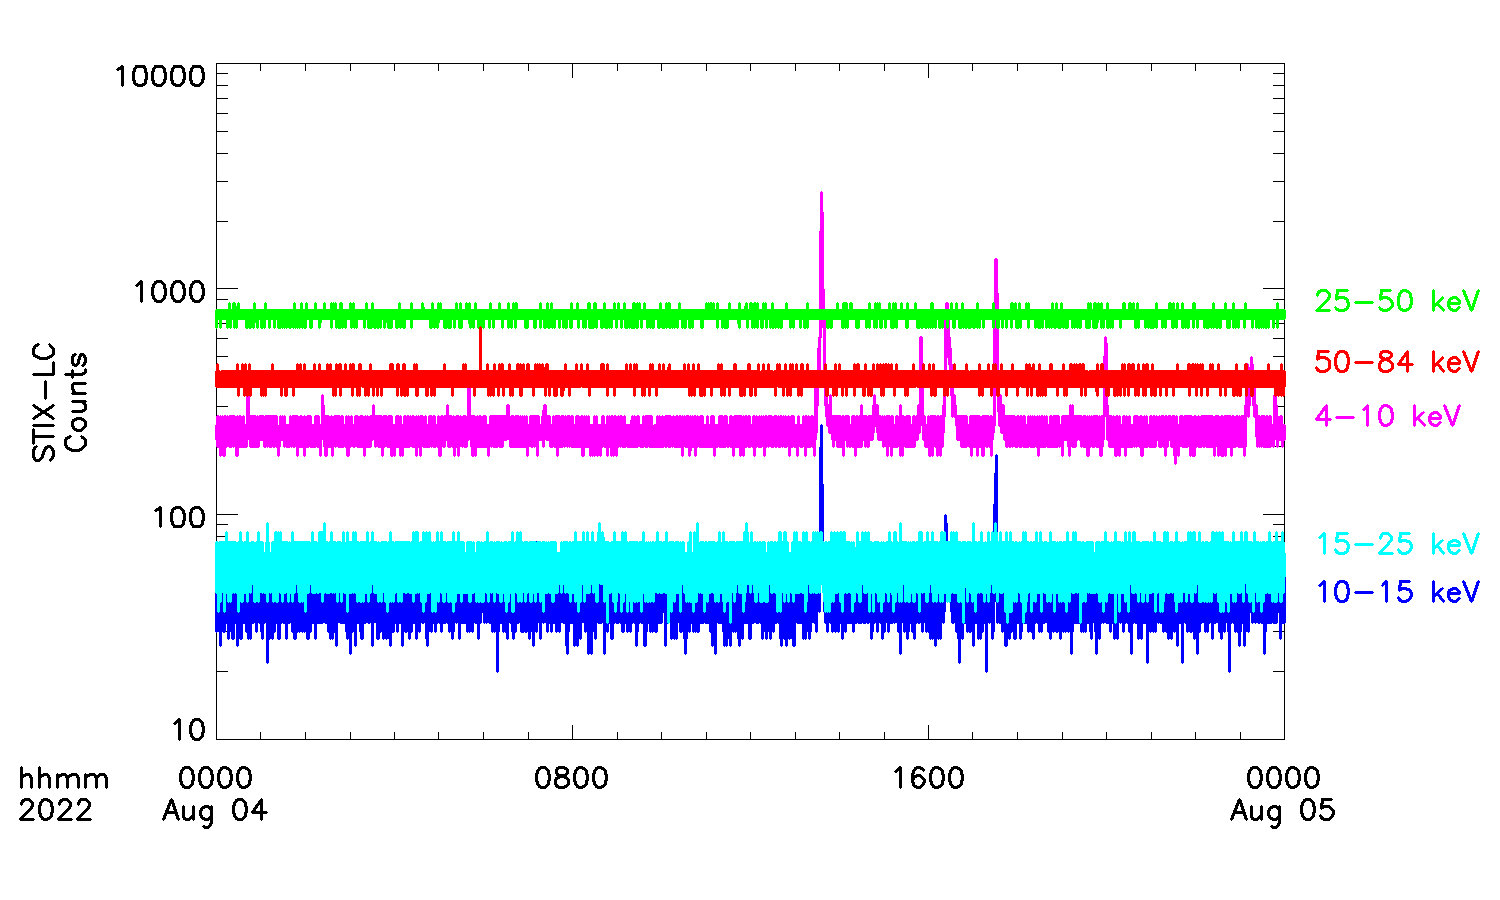 10000
1000
100
10
STIX-LC
Counts
25-50 keV
50-84 keV
4-10 keV
15-25 keV
10-15 keV
hhmm 0000 0800 1600 0000
2022 Aug 04 Aug 05